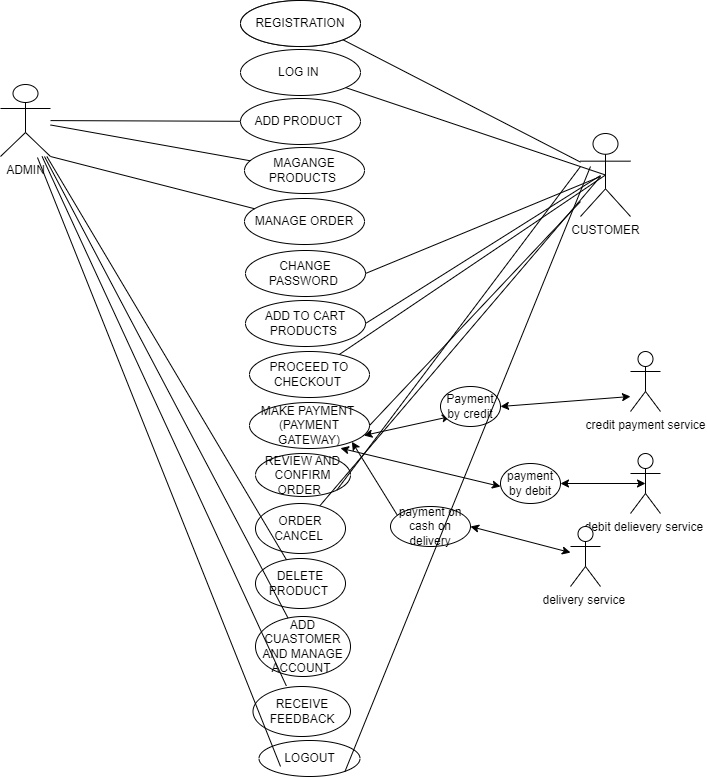 REGISTRATION
LOG IN
ADD PRODUCT
ADMIN
MAGANGE
PRODUCTS
MANAGE ORDER
CUSTOMER
CHANGE
PASSWORD
ADD TO CART
PRODUCTS
PROCEED TO
CHECKOUT
MAKE PAYMENT
(PAYMENT
GATEWAY)
Payment
by credit
credit payment service
REVIEW AND
CONFIRM
ORDER
payment
by debit
debit delievery service
ORDER
CANCEL
payment on
cash on
delivery
delivery service
DELETE
PRODUCT
ADD
CUASTOMER
AND MANAGE
ACCOUNT
RECEIVE
FEEDBACK
LOGOUT